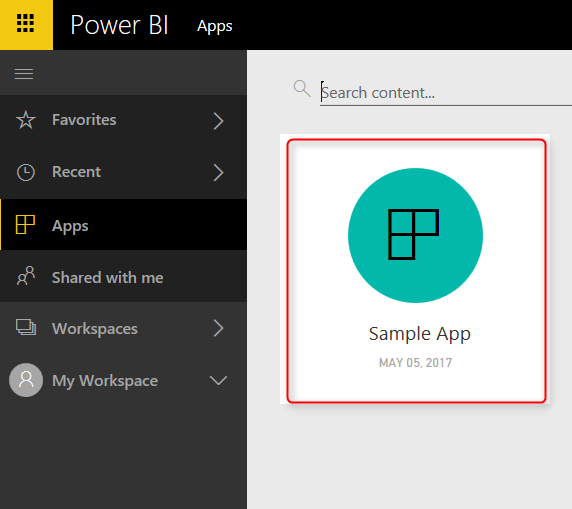 Power BI Apps
Favorites
Recent
Apps
Shared with me
Workspaces
My Workspace
Search content...
Sample App
MAY 05, 2017